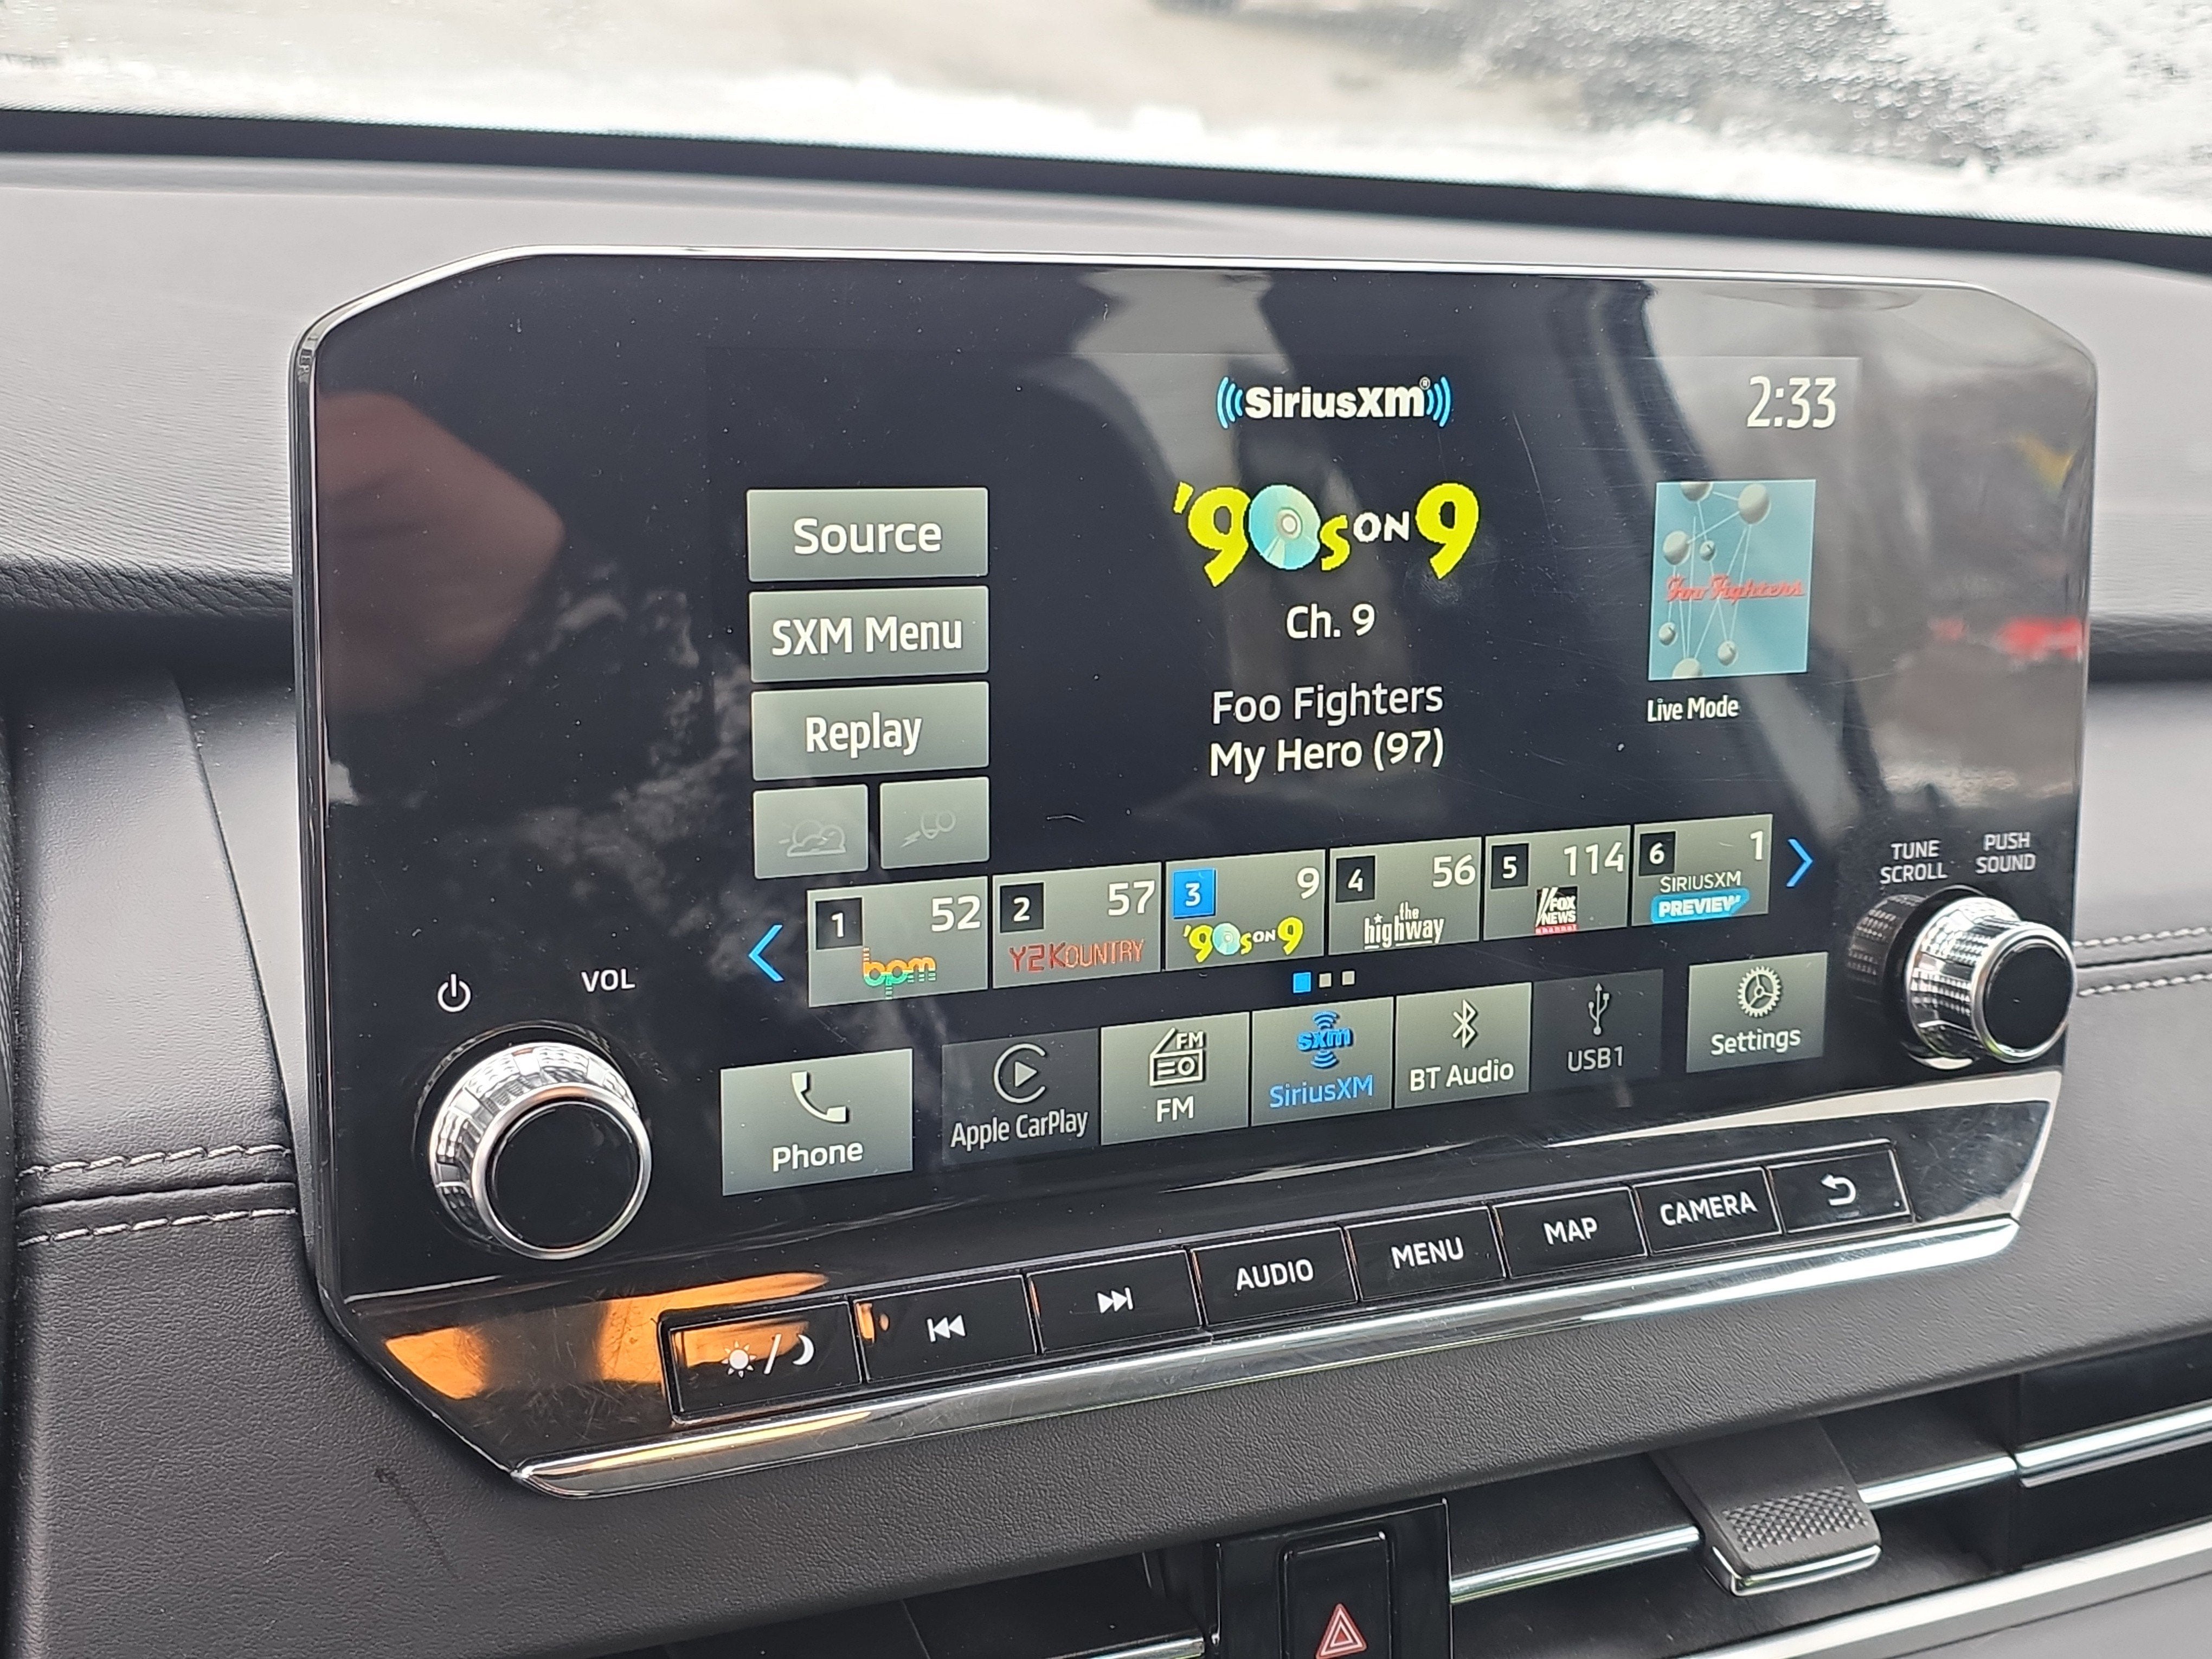 SiriusXM®
2:33
'90s ON 9
Source
SXM Menu
Replay
Ch. 9
Foo Fighters
My Hero (97)
Foo Fighters
Live Mode
TUNE SCROLL
PUSH SOUND
VOL
1 52 bpm
2 57 Y2KOUNTRY
3 9 '90s ON 9
4 56 the highway
5 114 FOX NEWS channel
6 1 SIRIUSXM PREVIEW
Phone
Apple CarPlay
FM
FM
sxm
SiriusXM
BT Audio
USB1
Settings
AUDIO
MENU
MAP
CAMERA